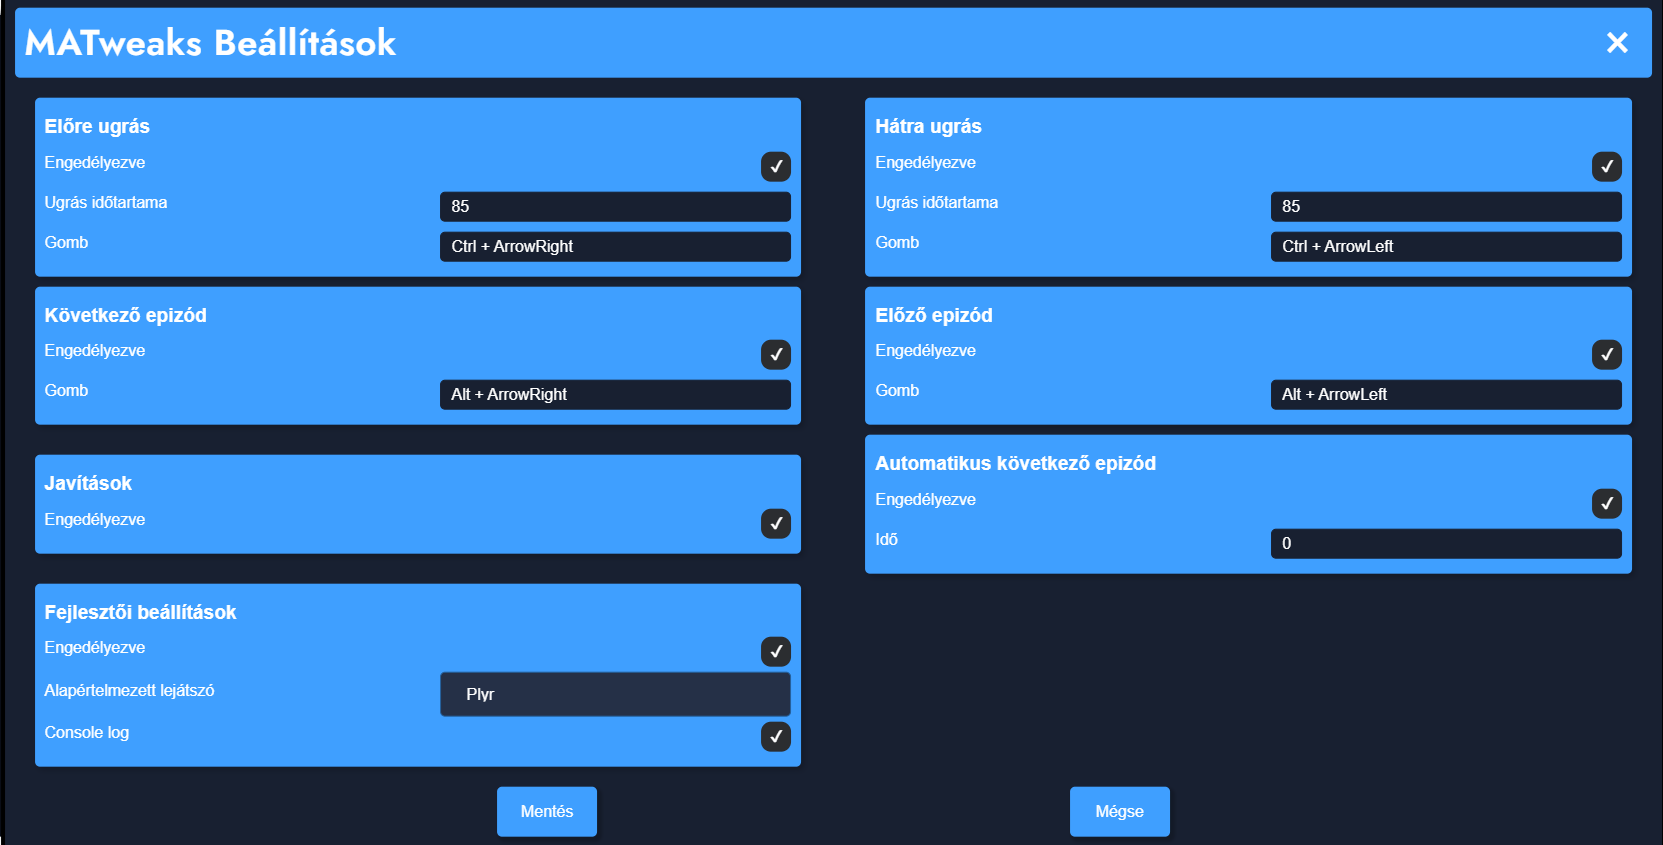 MATweaks Beállítások
Előre ugrás
Engedélyezve
Ugrás időtartama
85
Gomb
Ctrl + ArrowRight
Hátra ugrás
Engedélyezve
Ugrás időtartama
85
Gomb
Ctrl + ArrowLeft
Következő epizód
Engedélyezve
Gomb
Alt + ArrowRight
Előző epizód
Engedélyezve
Gomb
Alt + ArrowLeft
Javítások
Engedélyezve
Automatikus következő epizód
Engedélyezve
Idő
0
Fejlesztői beállítások
Engedélyezve
Alapértelmezett lejátszó
Plyr
Console log
Mentés
Mégse